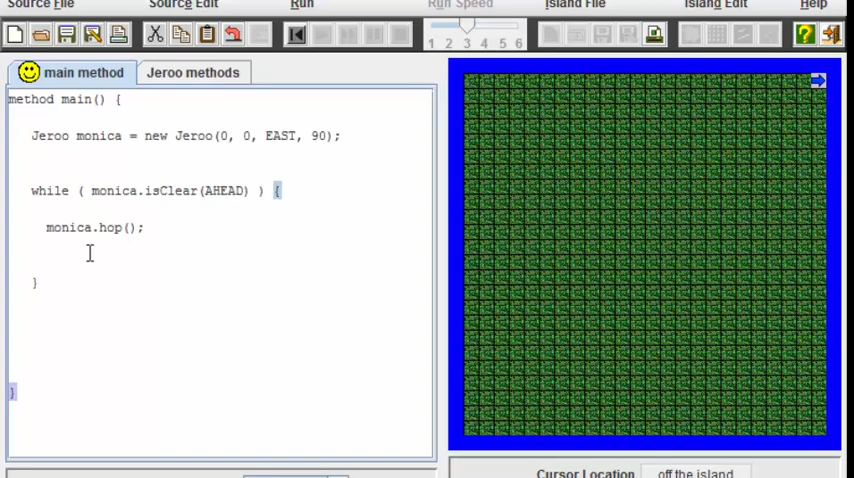 Source File Source Edit Run Run Speed Island File Island Edit Help
1 2 3 4 5 6
main method Jeroo methods
method main() {
Jeroo monica = new Jeroo(0, 0, EAST, 90);
while ( monica.isClear(AHEAD) ) {
monica.hop();
}
}
Cursor Location off the island